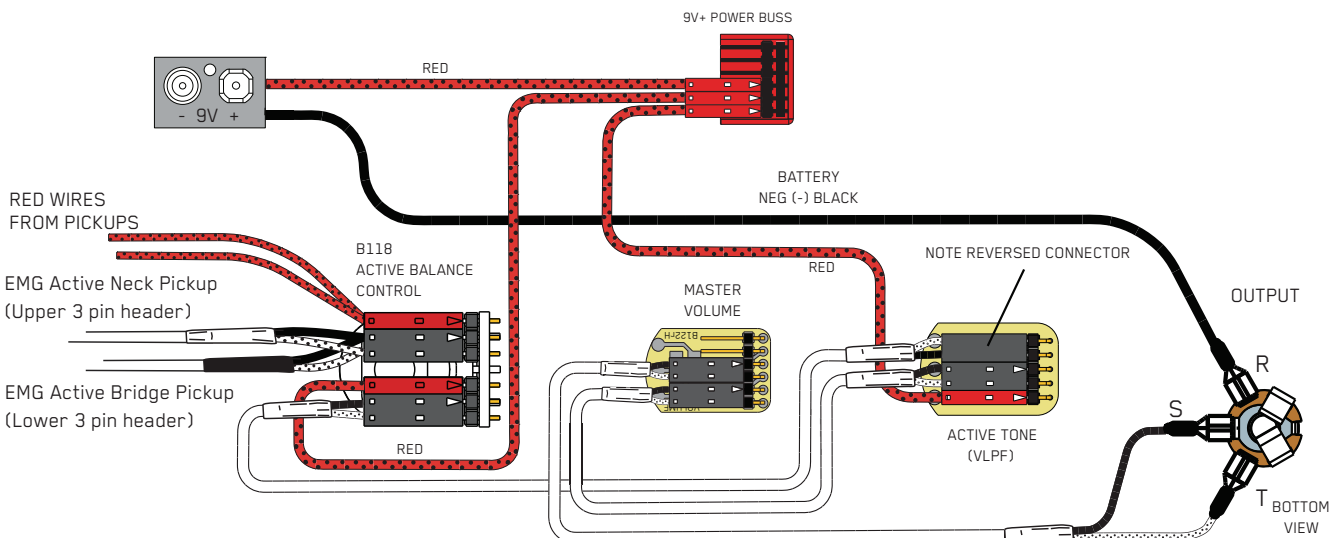 9V+ POWER BUSS
RED
- 9V +
BATTERY
NEG (-) BLACK
RED WIRES
FROM PICKUPS
B118
ACTIVE BALANCE
CONTROL
NOTE REVERSED CONNECTOR
RED
EMG Active Neck Pickup
(Upper 3 pin header)
MASTER
VOLUME
OUTPUT
B122rH
R
EMG Active Bridge Pickup
(Lower 3 pin header)
VOLUME
S
ACTIVE TONE
(VLPF)
RED
T
BOTTOM
VIEW